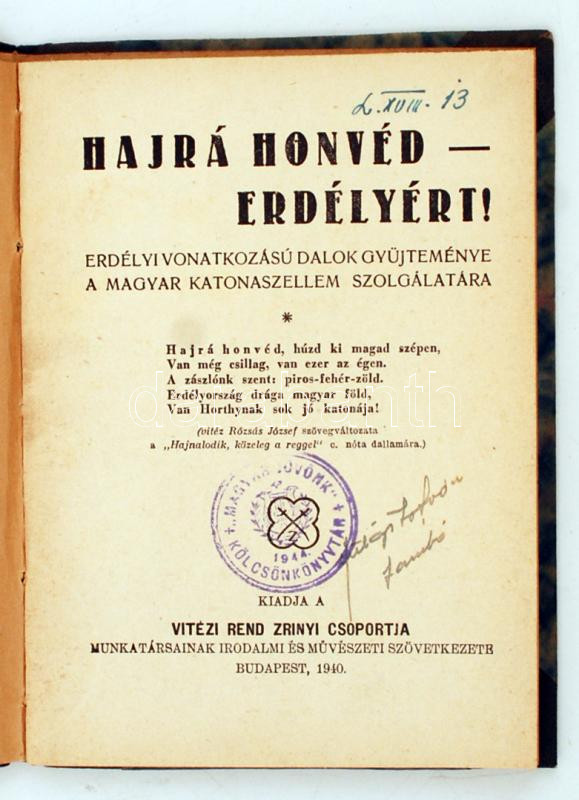 L. XVIII. 13
HAJRÁ HONVÉD —
ERDÉLYÉRT!
ERDÉLYI VONATKOZÁSÚ DALOK GYÜJTEMÉNYE
A MAGYAR KATONASZELLEM SZOLGÁLATÁRA
*
Hajrá honvéd, húzd ki magad szépen,
Van még csillag, van ezer az égen.
A zászlónk szent: piros-fehér-zöld.
Erdélyország drága magyar föld,
Van Horthynak sok jó katonája!
(vitéz Rózsás József szövegváltozata
a „Hajnalodik, közeleg a reggel" c. nóta dallamára.)
„MAGYAR JÖVŐNK"
1944.
KÖLCSÖNKÖNYVTÁR
KIADJA A
VITÉZI REND ZRINYI CSOPORTJA
MUNKATÁRSAINAK IRODALMI ÉS MŰVÉSZETI SZÖVETKEZETE
BUDAPEST, 1940.